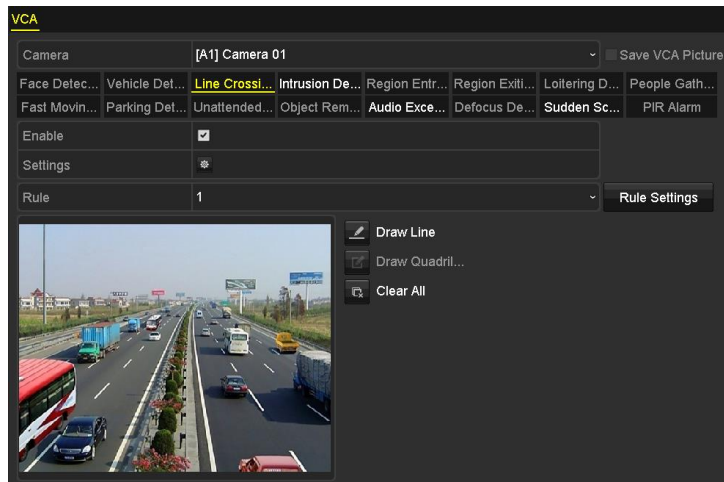 VCA
Camera [A1] Camera 01 Save VCA Picture
Face Detec... Vehicle Det... Line Crossi... Intrusion De... Region Entr... Region Exiti... Loitering D... People Gath...
Fast Movin... Parking Det... Unattended... Object Rem... Audio Exce... Defocus De... Sudden Sc... PIR Alarm
Enable
Settings
Rule 1 Rule Settings
Draw Line
Draw Quadril...
Clear All